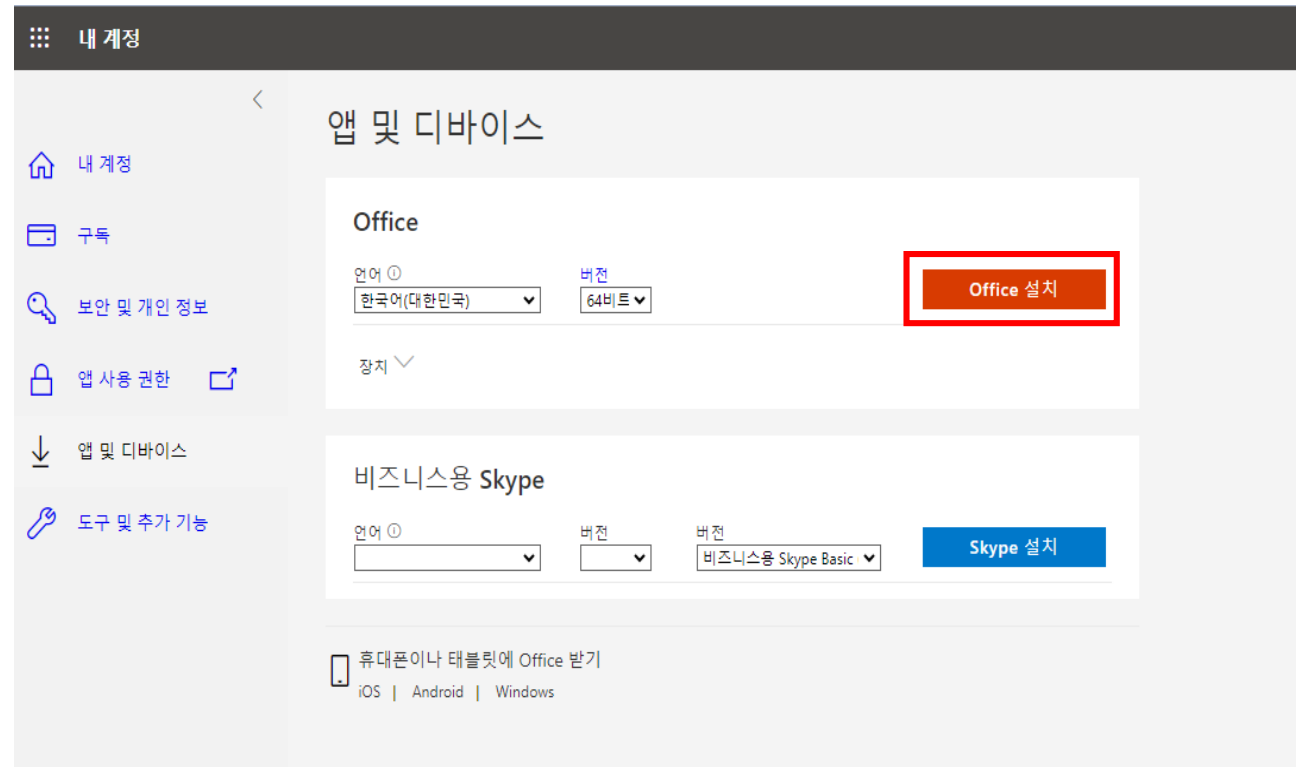 내 계정
내 계정
구독
보안 및 개인 정보
앱 사용 권한
앱 및 디바이스
도구 및 추가 기능
앱 및 디바이스
Office
언어
버전
한국어(대한민국)
64비트
Office 설치
장치
비즈니스용 Skype
언어
버전
버전
비즈니스용 Skype Basic
Skype 설치
휴대폰이나 태블릿에 Office 받기
iOS | Android | Windows